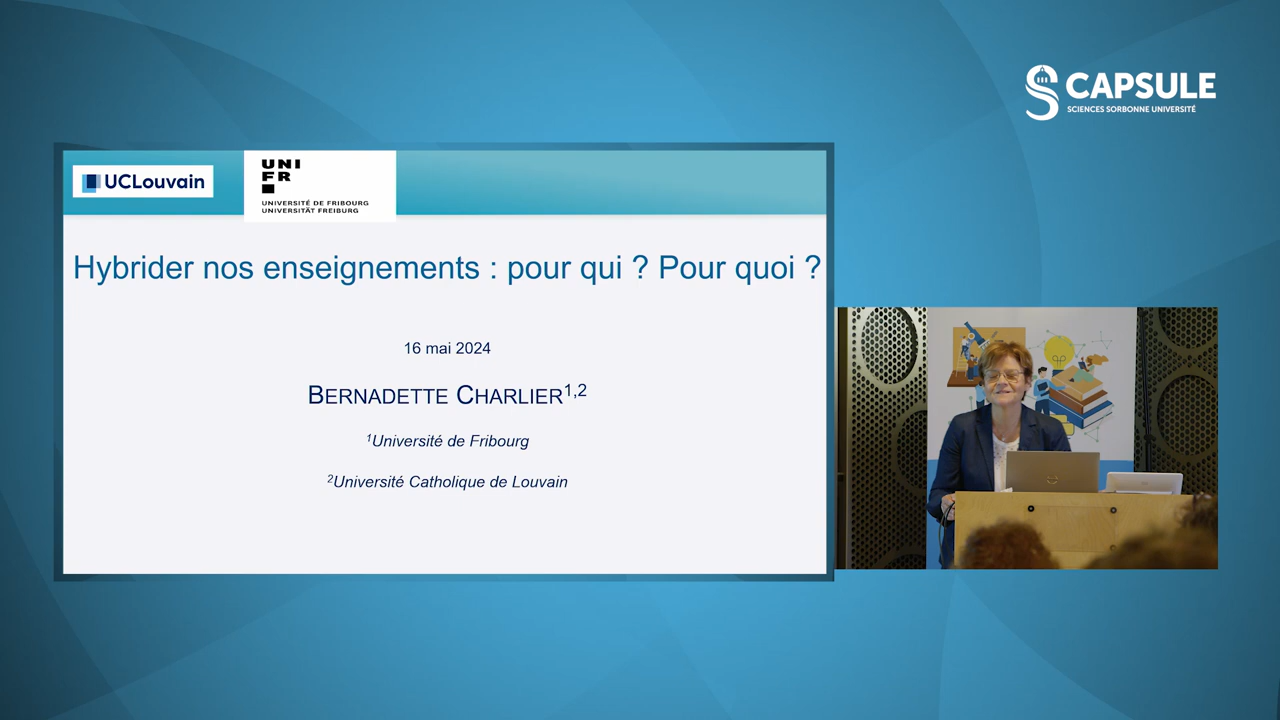 CAPSULE
SCIENCES SORBONNE UNIVERSITÉ
UCLouvain
UNI
FR
UNIVERSITÉ DE FRIBOURG
UNIVERSITÄT FREIBURG
Hybrider nos enseignements : pour qui ? Pour quoi ?
16 mai 2024
BERNADETTE CHARLIER1,2
1Université de Fribourg
2Université Catholique de Louvain